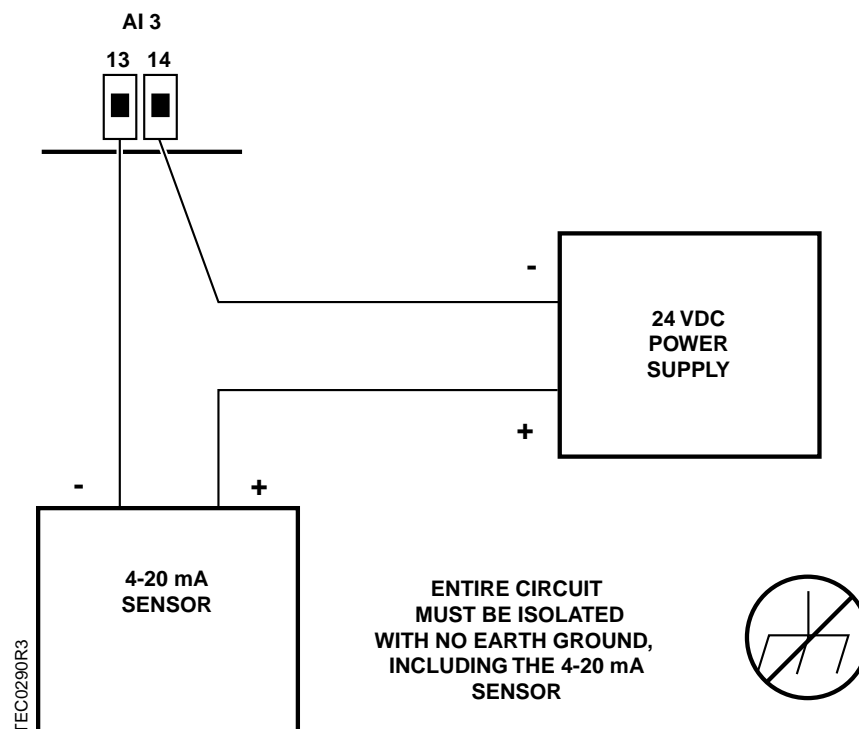 AI 3
13 14
-
24 VDC
POWER
SUPPLY
+
-
+
4-20 mA
SENSOR
ENTIRE CIRCUIT
MUST BE ISOLATED
WITH NO EARTH GROUND,
INCLUDING THE 4-20 mA
SENSOR
TEC0290R3